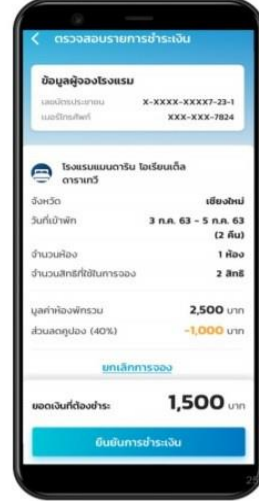 ตรวจสอบรายการชำระเงิน
ข้อมูลผู้จองโรงแรม
เลขบัตรประชาชน X-XXXX-XXXX7-23-1
เบอร์โทรศัพท์ XXX-XXX-7824
โรงแรมแมนดาริน โอเรียนเต็ล
ดาราเทวี
จังหวัด เชียงใหม่
วันที่เข้าพัก 3 ก.ค. 63 - 5 ก.ค. 63
(2 คืน)
จำนวนห้อง 1 ห้อง
จำนวนสิทธิที่ใช้ในการจอง 2 สิทธิ
มูลค่าห้องพักรวม 2,500 บาท
ส่วนลดคูปอง (40%) -1,000 บาท
ยกเลิกการจอง
ยอดเงินที่ต้องชำระ 1,500 บาท
ยืนยันการชำระเงิน